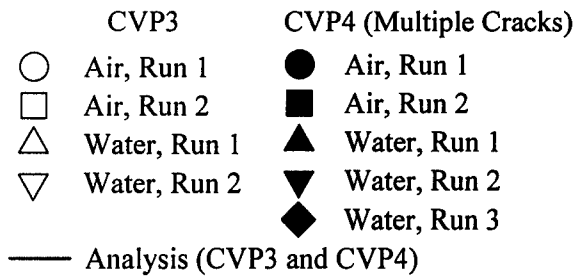 CVP3 CVP4 (Multiple Cracks)
Air, Run 1 Air, Run 1
Air, Run 2 Air, Run 2
Water, Run 1 Water, Run 1
Water, Run 2 Water, Run 2
Water, Run 3
Analysis (CVP3 and CVP4)